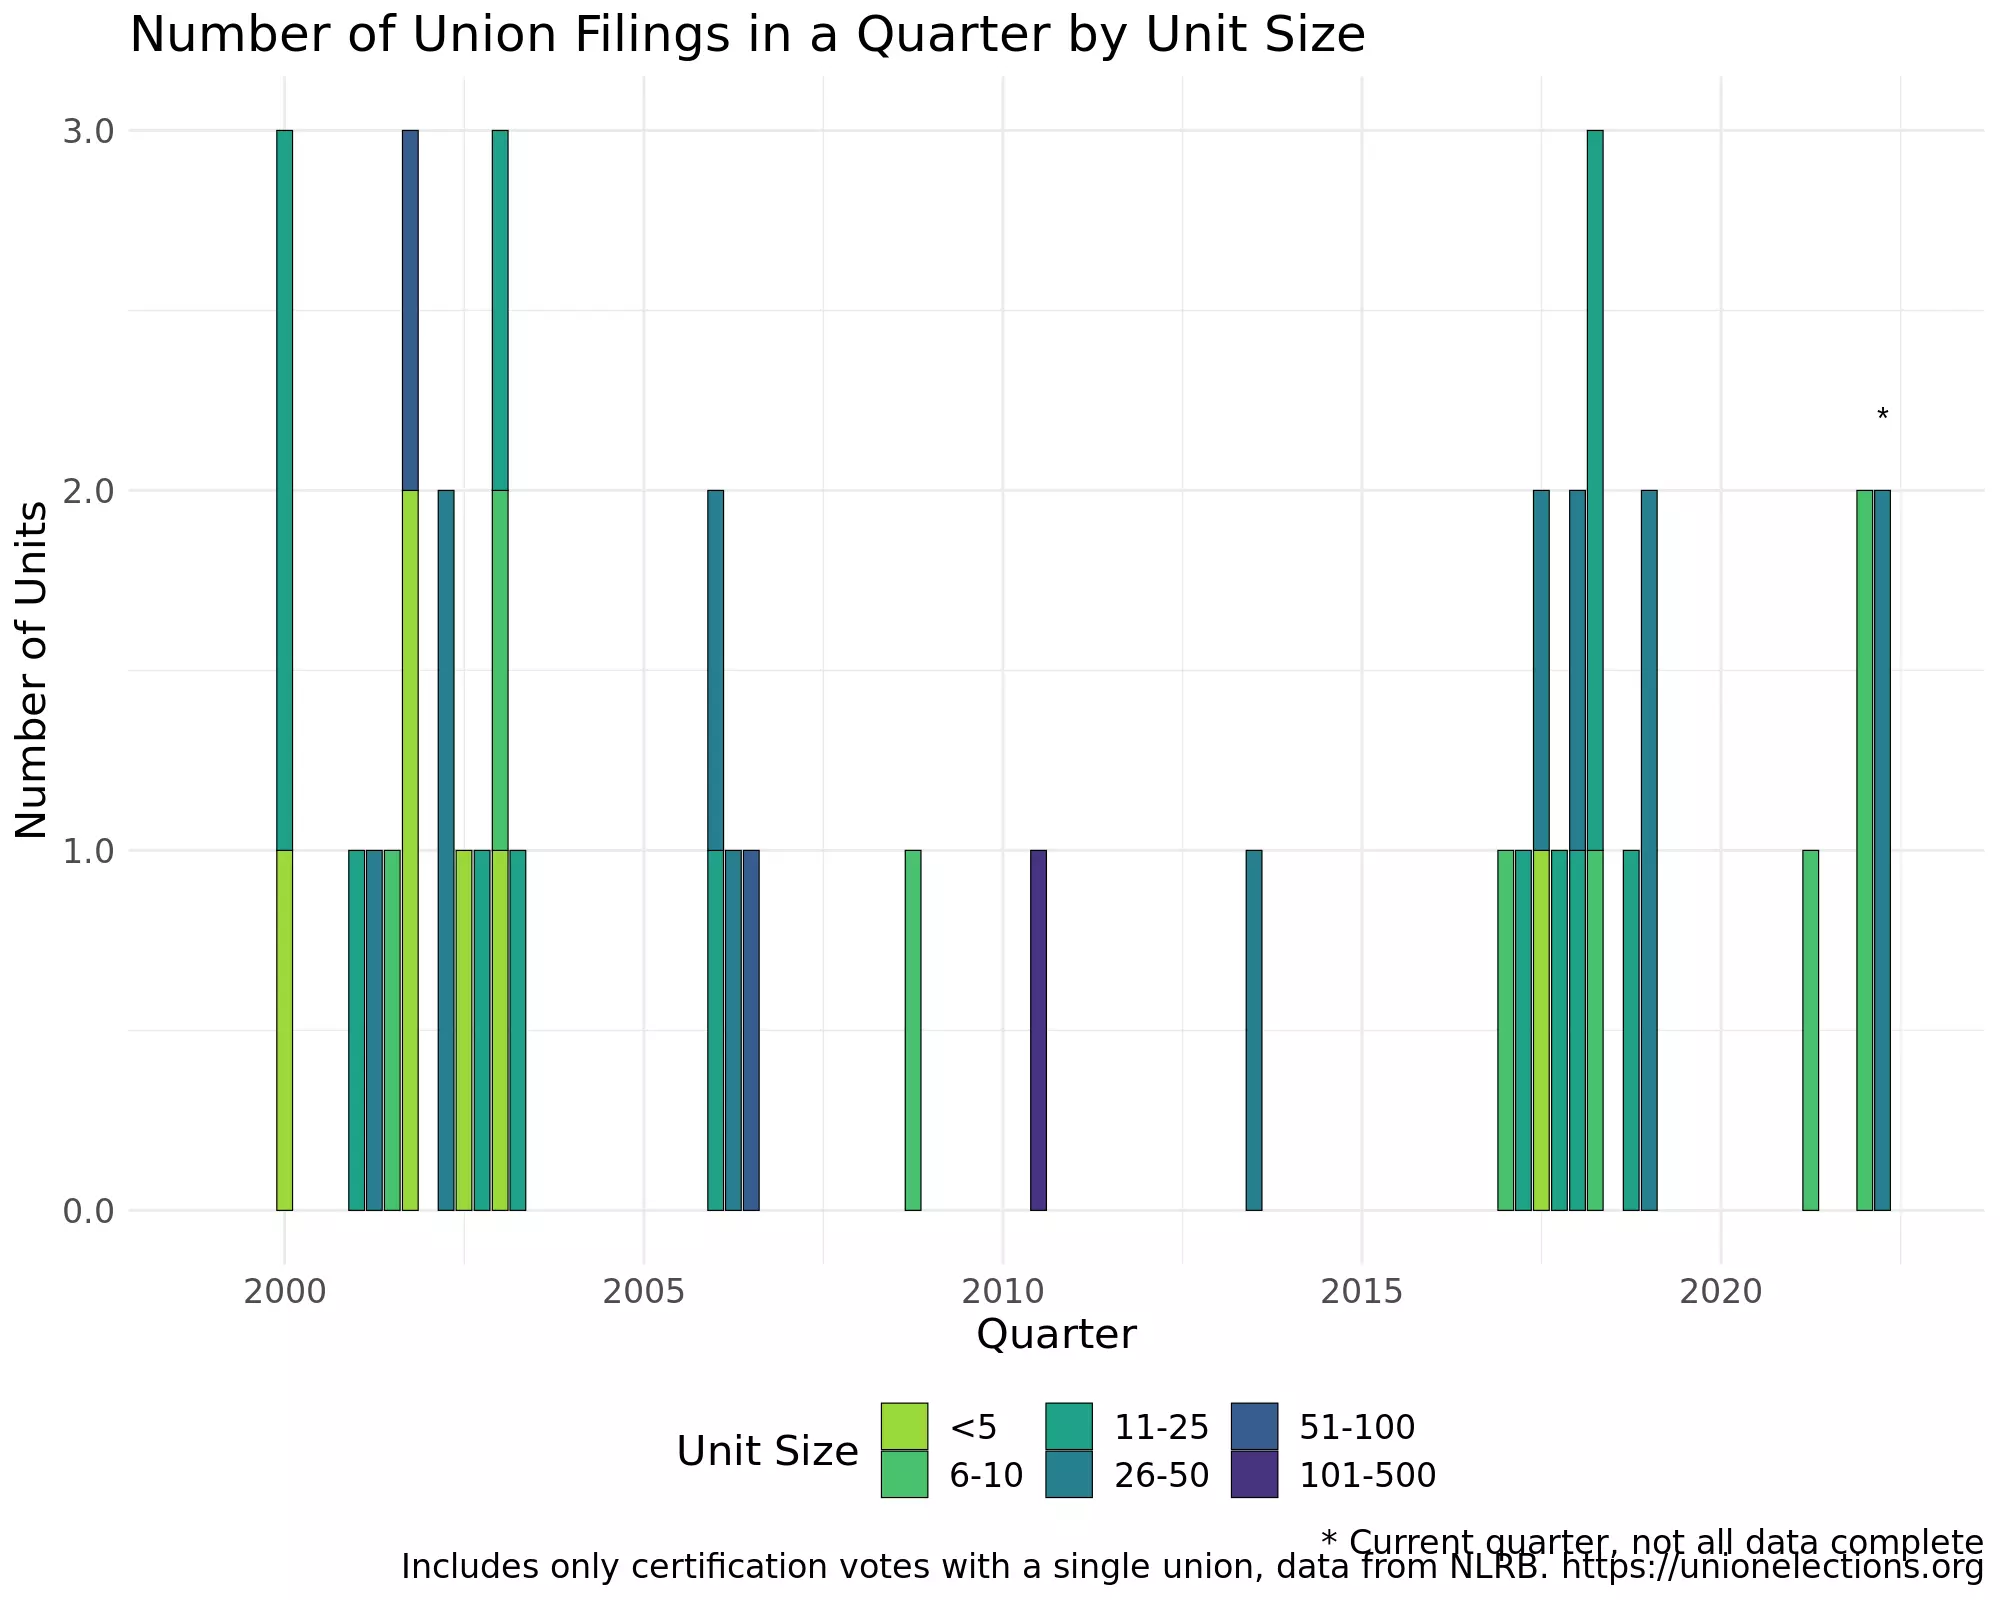 Number of Union Filings in a Quarter by Unit Size
3.0
2.0
1.0
0.0
Number of Units
*
2000 2005 2010 2015 2020
Quarter
Unit Size
<5 11-25 51-100
6-10 26-50 101-500
* Current quarter, not all data complete
Includes only certification votes with a single union, data from NLRB. https://unionelections.org